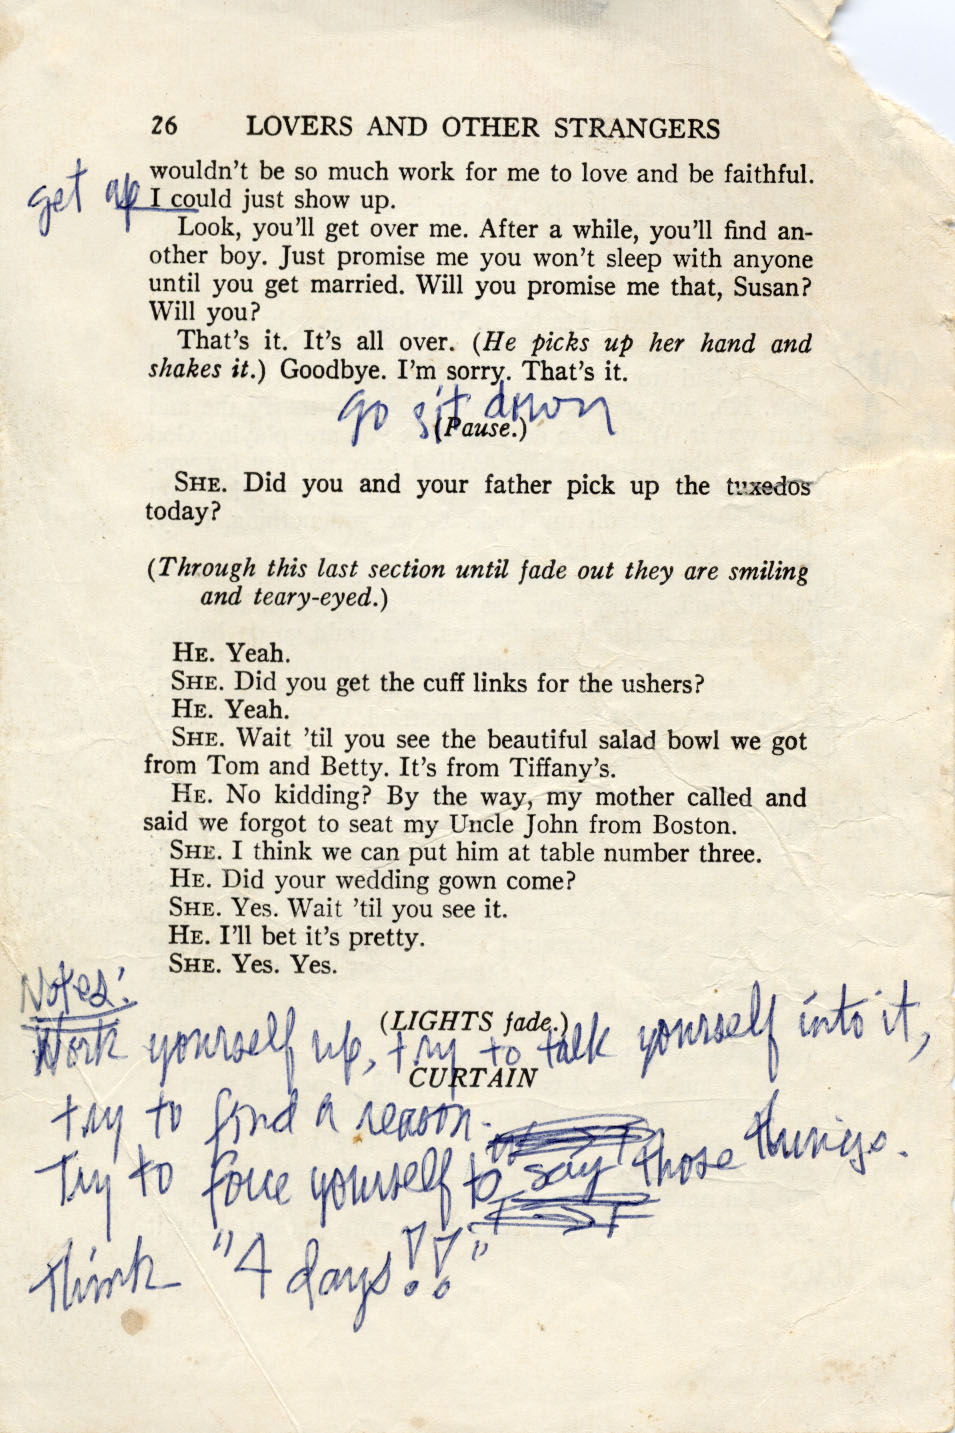 26 LOVERS AND OTHER STRANGERS
wouldn't be so much work for me to love and be faithful.
get up I could just show up.
Look, you'll get over me. After a while, you'll find an-
other boy. Just promise me you won't sleep with anyone
until you get married. Will you promise me that, Susan?
Will you?
That's it. It's all over. (He picks up her hand and
shakes it.) Goodbye. I'm sorry. That's it.
go sit down
(Pause.)
SHE. Did you and your father pick up the tuxedos
today?
(Through this last section until fade out they are smiling
and teary-eyed.)
HE. Yeah.
SHE. Did you get the cuff links for the ushers?
HE. Yeah.
SHE. Wait 'til you see the beautiful salad bowl we got
from Tom and Betty. It's from Tiffany's.
HE. No kidding? By the way, my mother called and
said we forgot to seat my Uncle John from Boston.
SHE. I think we can put him at table number three.
HE. Did your wedding gown come?
SHE. Yes. Wait 'til you see it.
HE. I'll bet it's pretty.
SHE. Yes. Yes.
Notes:
(LIGHTS fade.)
Work yourself up, try to talk yourself into it,
CURTAIN
try to find a reason.
Try to force yourself to say those things.
think "4 days!!"